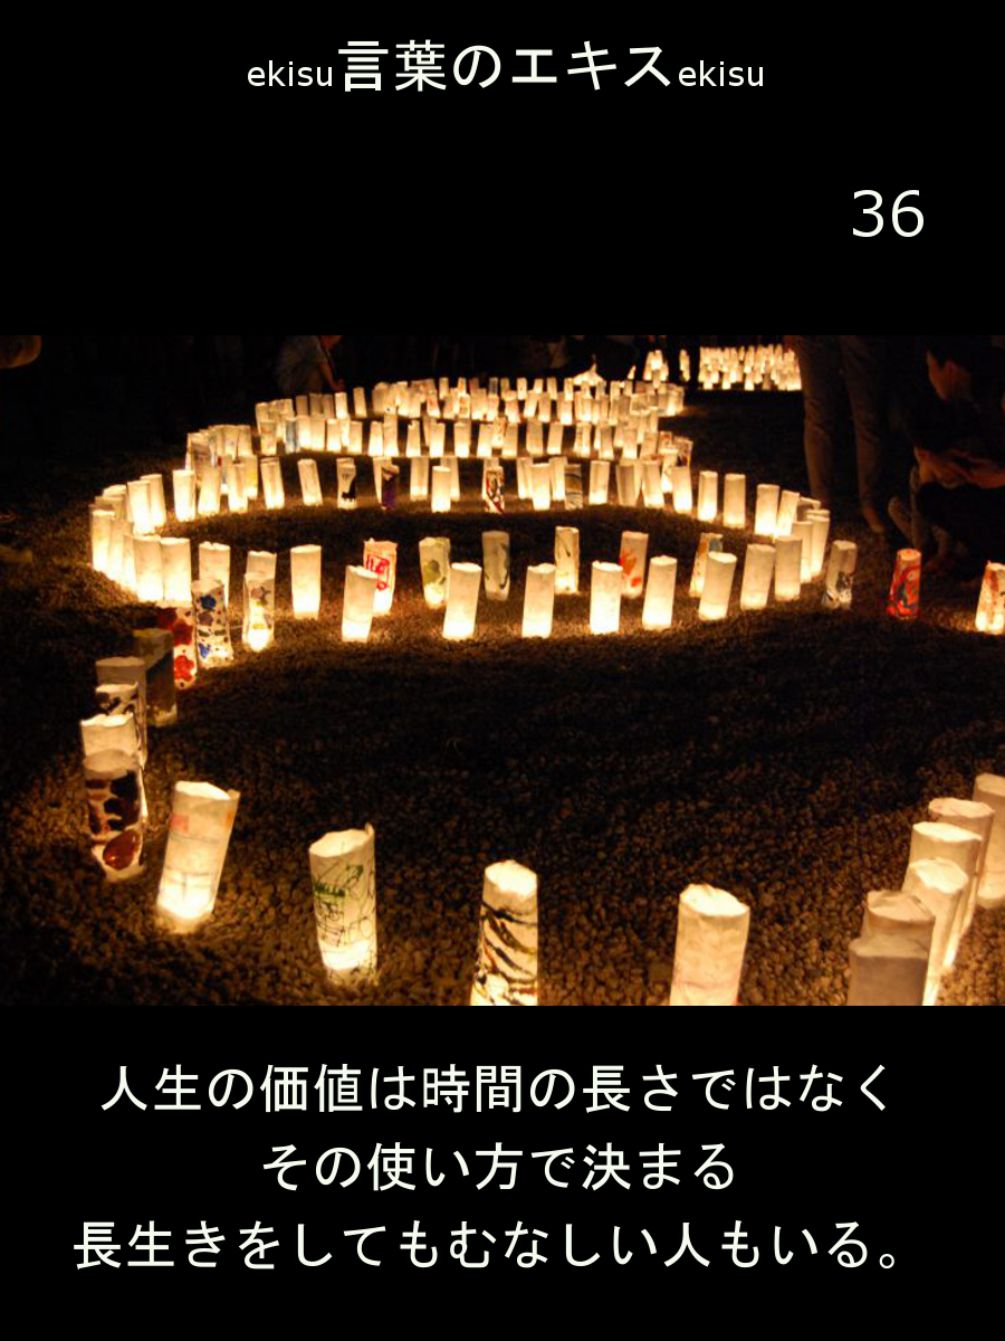 ekisu言葉のエキスekisu
36
人生の価値は時間の長さではなく
その使い方で決まる
長生きをしてもむなしい人もいる。